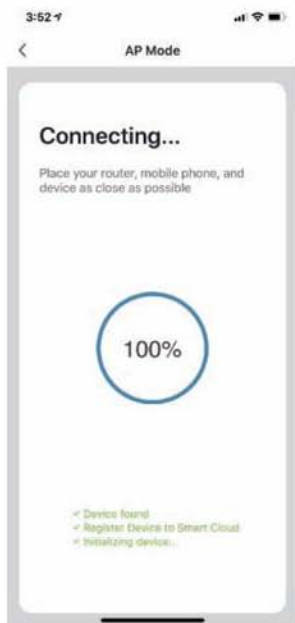 3:52
AP Mode
Connecting...
Place your router, mobile phone, and
device as close as possible
100%
✓ Device found
✓ Register Device to Smart Cloud
✓ Initializing device...